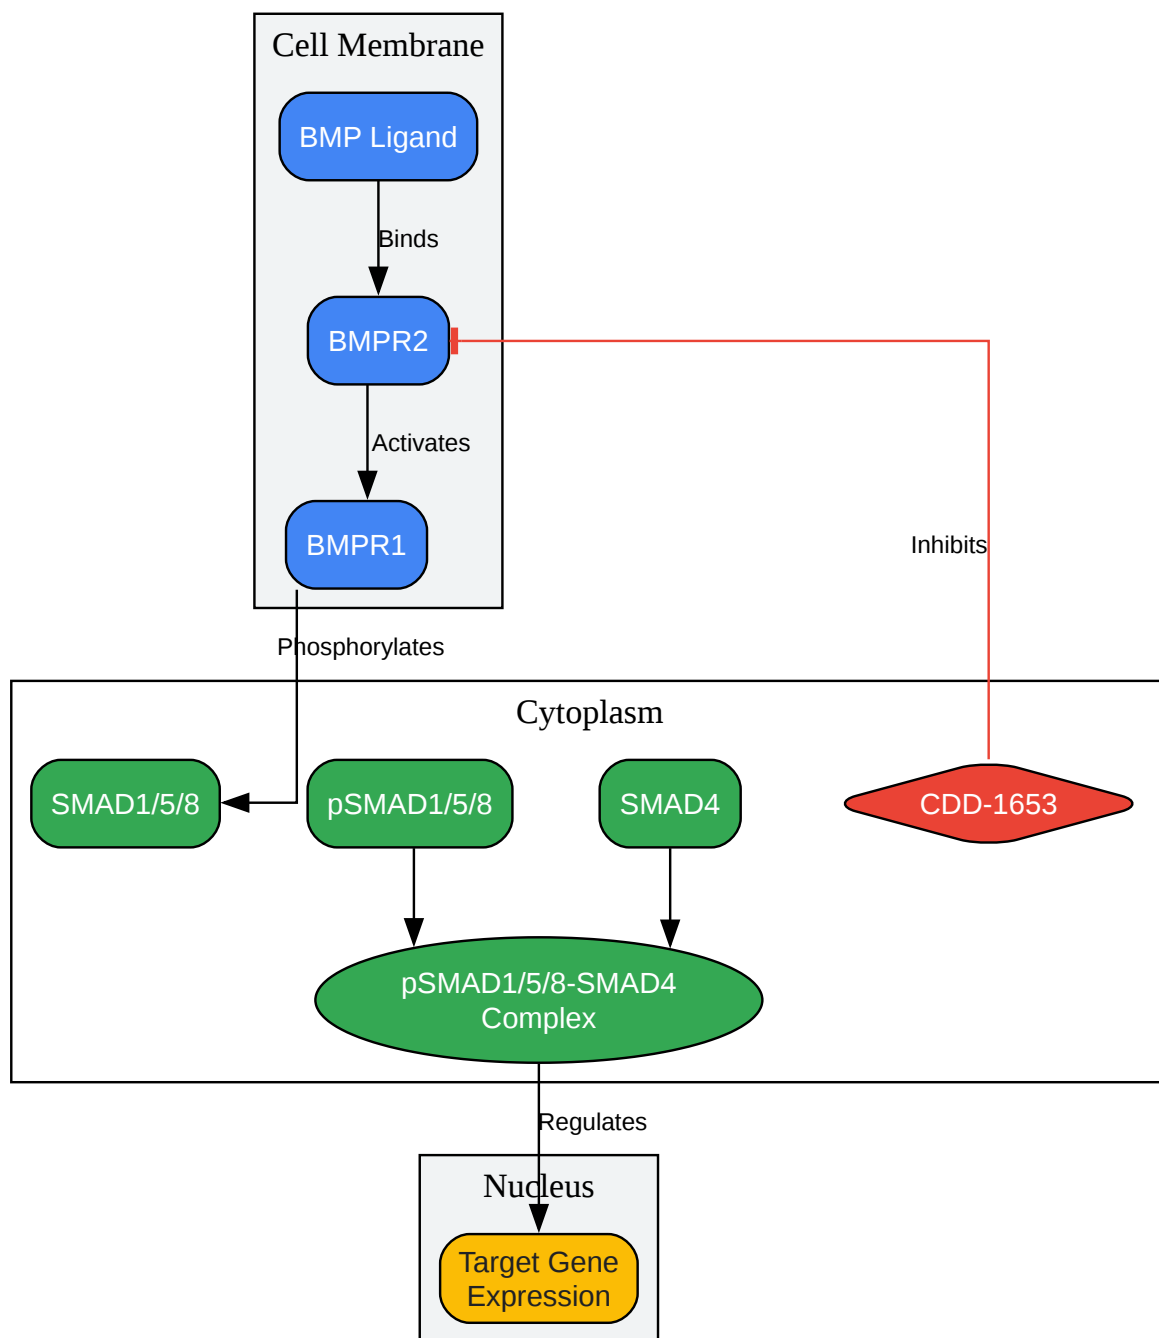 Cell Membrane
BMP Ligand
Binds
BMPR2
Activates
BMPR1
Inhibits
Phosphorylates
Cytoplasm
SMAD1/5/8
pSMAD1/5/8
SMAD4
CDD-1653
pSMAD1/5/8-SMAD4
Complex
Regulates
Nucleus
Target Gene
Expression